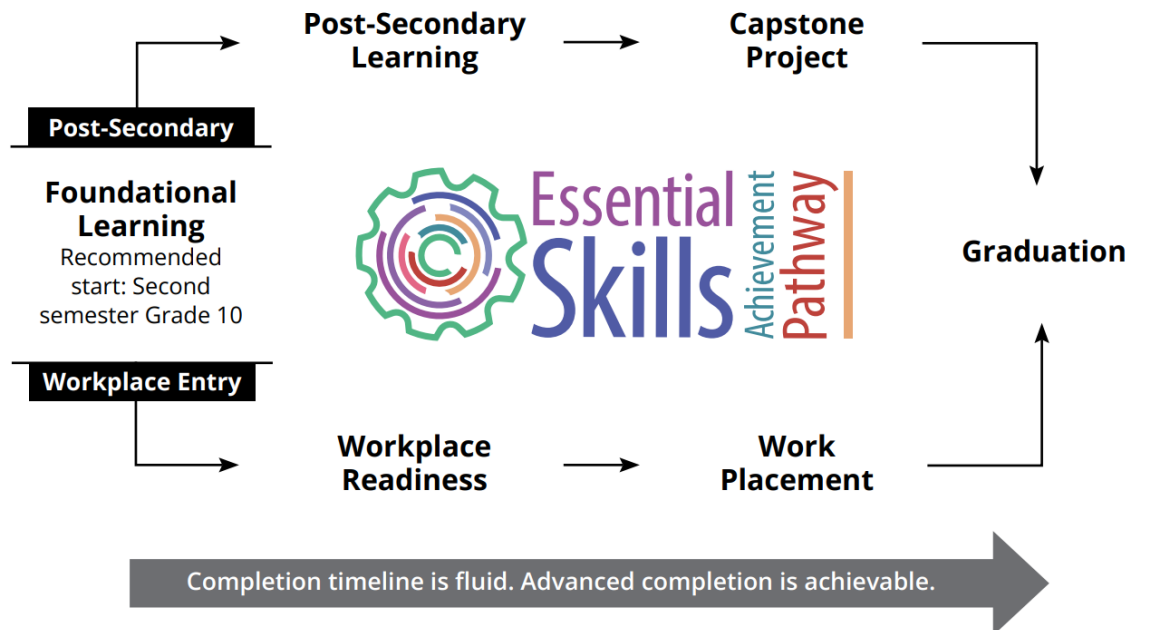 Post-Secondary
Learning
Capstone
Project
Post-Secondary
Foundational
Learning
Recommended
start: Second
semester Grade 10
Essential
Skills
Achievement
Pathway
Graduation
Workplace Entry
Workplace
Readiness
Work
Placement
Completion timeline is fluid. Advanced completion is achievable.